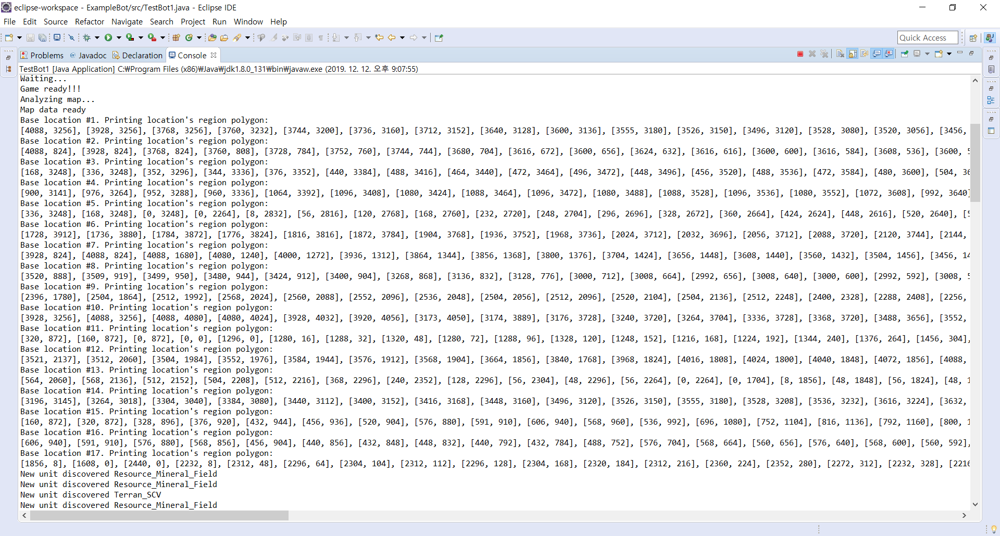 eclipse-workspace - ExampleBot/src/TestBot1.java - Eclipse IDE
File Edit Source Refactor Navigate Search Project Run Window Help
Quick Access
Problems @ Javadoc Declaration Console
TestBot1 [Java Application] C:₩Program Files (x86)₩Java₩jdk1.8.0_131₩bin₩javaw.exe (2019. 12. 12. 오후 9:07:55)
Waiting...
Game ready!!!
Analyzing map...
Map data ready
Base location #1. Printing location's region polygon:
[4088, 3256], [3928, 3256], [3768, 3256], [3760, 3232], [3744, 3200], [3736, 3160], [3712, 3152], [3640, 3128], [3600, 3136], [3555, 3180], [3526, 3150], [3496, 3120], [3528, 3080], [3520, 3056], [3456,
Base location #2. Printing location's region polygon:
[4088, 824], [3928, 824], [3768, 824], [3760, 808], [3728, 784], [3752, 760], [3744, 744], [3680, 704], [3616, 672], [3600, 656], [3624, 632], [3616, 616], [3600, 600], [3616, 584], [3608, 536], [3600,
Base location #3. Printing location's region polygon:
[168, 3248], [336, 3248], [352, 3296], [344, 3336], [376, 3352], [440, 3384], [488, 3416], [464, 3440], [472, 3464], [496, 3472], [448, 3496], [456, 3520], [488, 3536], [472, 3584], [480, 3600], [504, 36
Base location #4. Printing location's region polygon:
[900, 3141], [976, 3264], [952, 3288], [960, 3336], [1064, 3392], [1096, 3408], [1080, 3424], [1088, 3464], [1096, 3472], [1080, 3488], [1088, 3528], [1096, 3536], [1080, 3552], [1072, 3608], [992, 3640]
Base location #5. Printing location's region polygon:
[336, 3248], [168, 3248], [0, 3248], [0, 2264], [8, 2832], [56, 2816], [120, 2768], [168, 2760], [232, 2720], [248, 2704], [296, 2696], [328, 2672], [360, 2664], [424, 2624], [448, 2616], [520, 2640], [5
Base location #6. Printing location's region polygon:
[1728, 3912], [1736, 3880], [1784, 3872], [1776, 3824], [1816, 3816], [1872, 3784], [1904, 3768], [1936, 3752], [1968, 3736], [2024, 3712], [2032, 3696], [2056, 3712], [2088, 3720], [2120, 3744], [2144,
Base location #7. Printing location's region polygon:
[3928, 824], [4088, 824], [4088, 1680], [4080, 1240], [4000, 1272], [3936, 1312], [3864, 1344], [3856, 1368], [3800, 1376], [3704, 1424], [3656, 1448], [3608, 1440], [3560, 1432], [3504, 1456], [3456, 14
Base location #8. Printing location's region polygon:
[3520, 888], [3509, 919], [3499, 950], [3480, 944], [3424, 912], [3400, 904], [3268, 868], [3136, 832], [3128, 776], [3000, 712], [3008, 664], [2992, 656], [3008, 640], [3000, 600], [2992, 592], [3008,
Base location #9. Printing location's region polygon:
[2396, 1780], [2504, 1864], [2512, 1992], [2568, 2024], [2560, 2088], [2552, 2096], [2536, 2048], [2504, 2056], [2512, 2096], [2520, 2104], [2504, 2136], [2512, 2248], [2400, 2328], [2288, 2408], [2256,
Base location #10. Printing location's region polygon:
[3928, 3256], [4088, 3256], [4088, 4080], [4080, 4024], [3928, 4032], [3920, 4056], [3173, 4050], [3174, 3889], [3176, 3728], [3240, 3720], [3264, 3704], [3336, 3728], [3368, 3720], [3488, 3656], [3552,
Base location #11. Printing location's region polygon:
[320, 872], [160, 872], [0, 872], [0, 0], [1296, 0], [1280, 16], [1288, 32], [1320, 48], [1280, 72], [1288, 96], [1328, 120], [1248, 152], [1216, 168], [1224, 192], [1344, 240], [1376, 264], [1456, 304],
Base location #12. Printing location's region polygon:
[3521, 2137], [3512, 2060], [3504, 1984], [3552, 1976], [3584, 1944], [3576, 1912], [3568, 1904], [3664, 1856], [3840, 1768], [3968, 1824], [4016, 1808], [4024, 1800], [4040, 1848], [4072, 1856], [4088,
Base location #13. Printing location's region polygon:
[564, 2060], [568, 2136], [512, 2152], [504, 2208], [512, 2216], [368, 2296], [240, 2352], [128, 2296], [56, 2304], [48, 2296], [56, 2264], [0, 2264], [0, 1704], [8, 1856], [48, 1848], [56, 1824], [48, 1
Base location #14. Printing location's region polygon:
[3196, 3145], [3264, 3018], [3304, 3040], [3384, 3080], [3440, 3112], [3400, 3152], [3416, 3168], [3448, 3160], [3496, 3120], [3526, 3150], [3555, 3180], [3528, 3208], [3536, 3232], [3616, 3224], [3632,
Base location #15. Printing location's region polygon:
[160, 872], [320, 872], [328, 896], [376, 920], [432, 944], [456, 936], [520, 904], [576, 880], [591, 910], [606, 940], [568, 960], [536, 992], [696, 1080], [752, 1104], [816, 1136], [792, 1160], [800, 1
Base location #16. Printing location's region polygon:
[606, 940], [591, 910], [576, 880], [568, 856], [456, 904], [440, 856], [432, 848], [448, 832], [440, 792], [432, 784], [488, 752], [576, 704], [568, 664], [560, 656], [576, 640], [568, 600], [560, 592],
Base location #17. Printing location's region polygon:
[1856, 8], [1608, 0], [2440, 0], [2232, 8], [2312, 48], [2296, 64], [2304, 104], [2312, 112], [2296, 128], [2304, 168], [2320, 184], [2312, 216], [2360, 224], [2352, 280], [2272, 312], [2232, 328], [2216
New unit discovered Resource_Mineral_Field
New unit discovered Resource_Mineral_Field
New unit discovered Terran_SCV
New unit discovered Resource_Mineral_Field